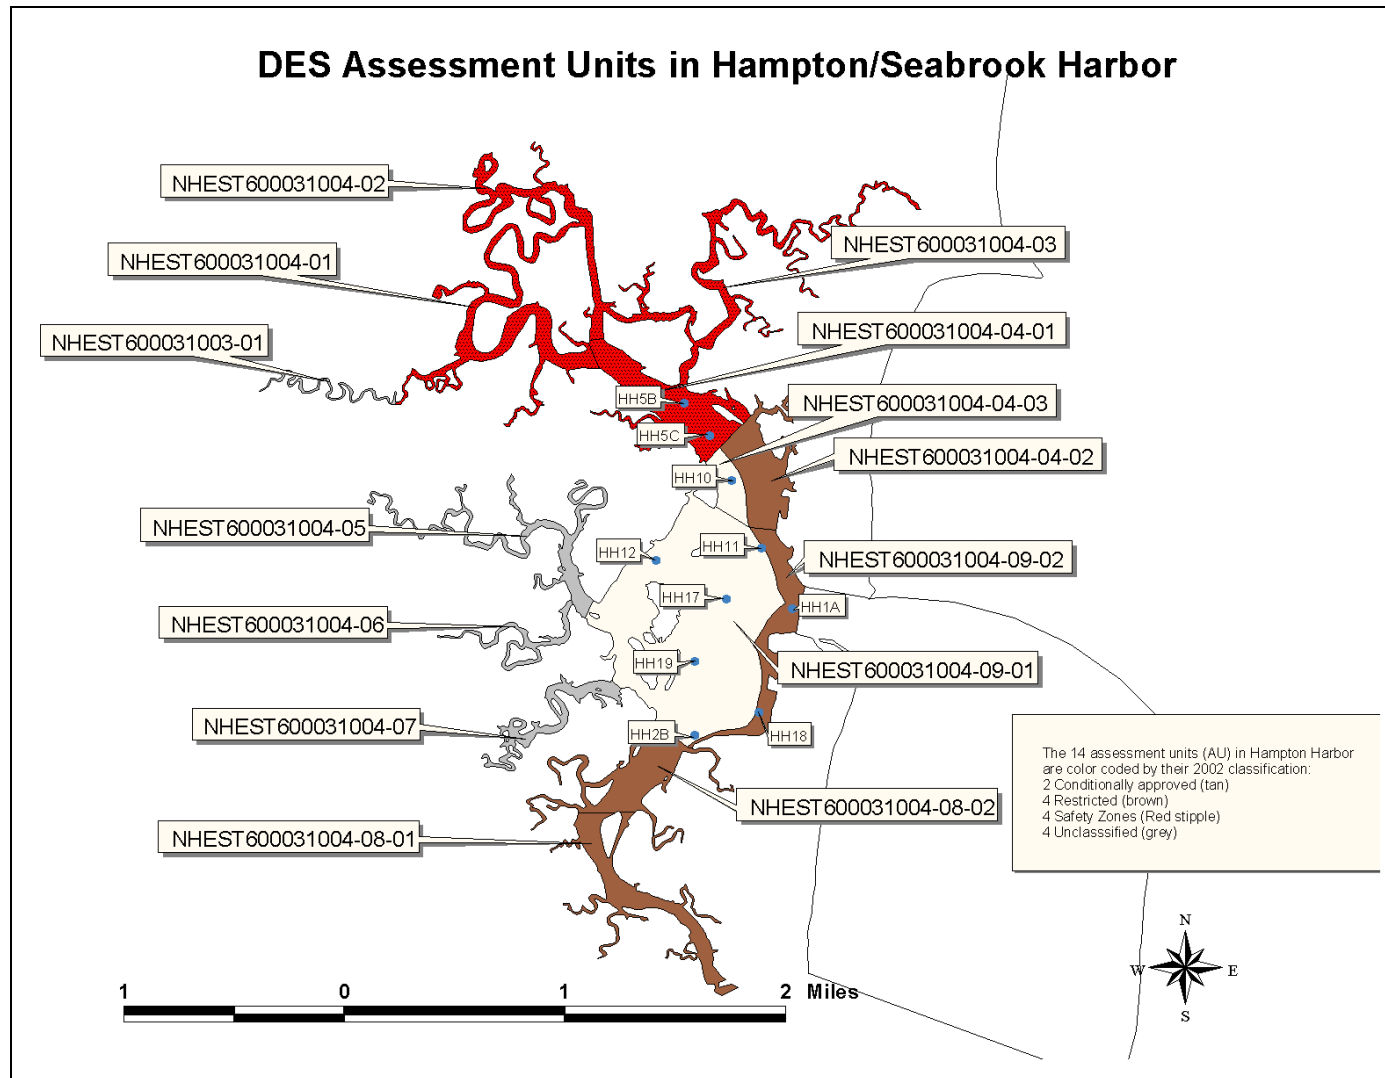 DES Assessment Units in Hampton/Seabrook Harbor
NHEST600031004-02
NHEST600031004-03
NHEST600031004-01
NHEST600031004-04-01
NHEST600031003-01
HH5B
NHEST600031004-04-03
HH5C
NHEST600031004-04-02
HH10
NHEST600031004-05
HH12
HH11
NHEST600031004-09-02
HH17
HH1A
NHEST600031004-06
HH19
NHEST600031004-09-01
NHEST600031004-07
HH2B
HH18
The 14 assessment units (AU) in Hampton Harbor
are color coded by their 2002 classification:
2 Conditionally approved (tan)
4 Restricted (brown)
4 Safety Zones (Red stipple)
4 Unclasssified (grey)
NHEST600031004-08-02
NHEST600031004-08-01
N
W
E
S
1 0 1 2 Miles